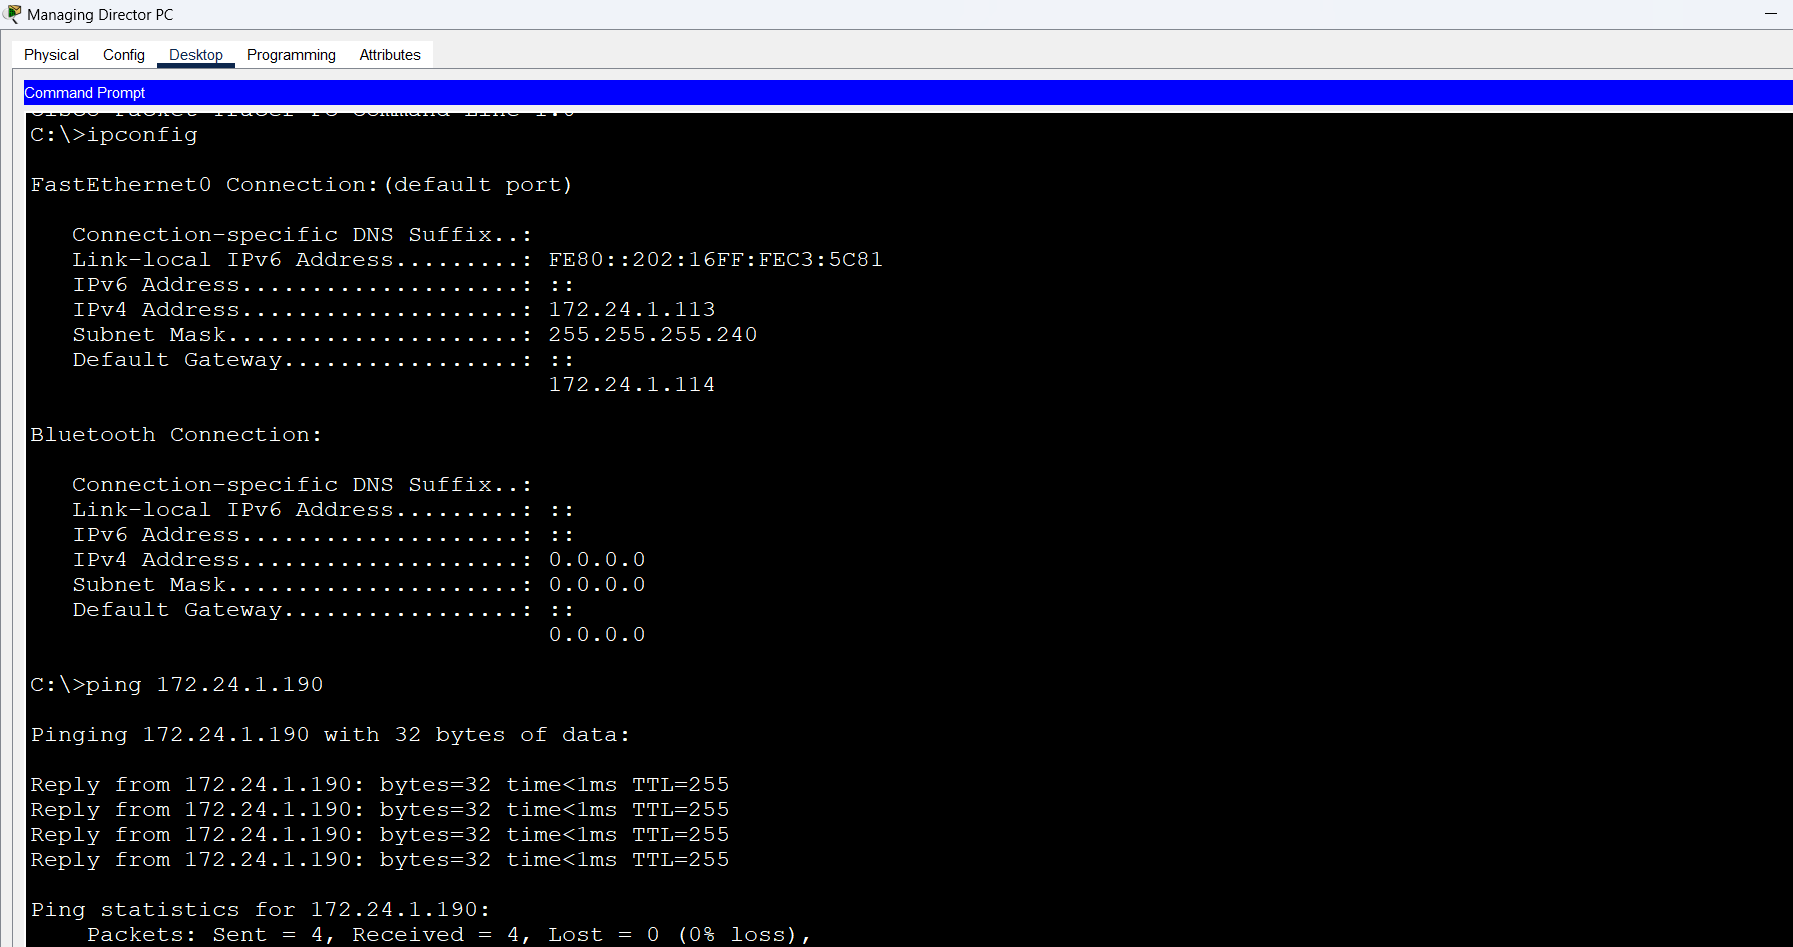 Managing Director PC
Physical Config Desktop Programming Attributes
Command Prompt
Cisco Packet Tracer PC Command Line 1.0
C:\>ipconfig
FastEthernet0 Connection:(default port)
Connection-specific DNS Suffix..:
Link-local IPv6 Address.........: FE80::202:16FF:FEC3:5C81
IPv6 Address....................: ::
IPv4 Address....................: 172.24.1.113
Subnet Mask.....................: 255.255.255.240
Default Gateway.................: ::
172.24.1.114
Bluetooth Connection:
Connection-specific DNS Suffix..:
Link-local IPv6 Address.........: ::
IPv6 Address....................: ::
IPv4 Address....................: 0.0.0.0
Subnet Mask.....................: 0.0.0.0
Default Gateway.................: ::
0.0.0.0
C:\>ping 172.24.1.190
Pinging 172.24.1.190 with 32 bytes of data:
Reply from 172.24.1.190: bytes=32 time<1ms TTL=255
Reply from 172.24.1.190: bytes=32 time<1ms TTL=255
Reply from 172.24.1.190: bytes=32 time<1ms TTL=255
Reply from 172.24.1.190: bytes=32 time<1ms TTL=255
Ping statistics for 172.24.1.190:
Packets: Sent = 4, Received = 4, Lost = 0 (0% loss),